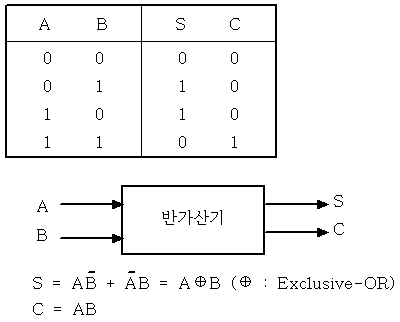 A B S C
0 0 0 0
0 1 1 0
1 0 1 0
1 1 0 1
A 반가산기 S
B C
S = AB̄ + ĀB = A⊕B (⊕ : Exclusive-OR)
C = AB